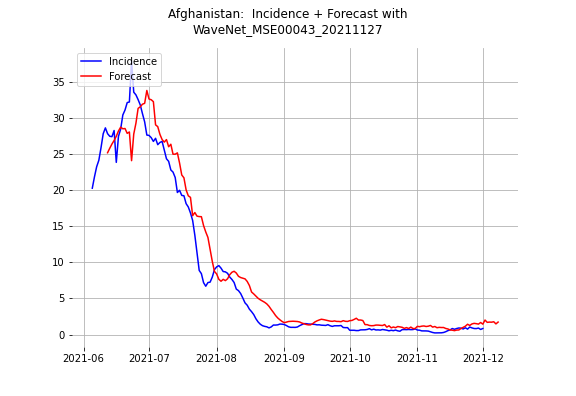 Afghanistan:  Incidence + Forecast with
WaveNet_MSE00043_20211127
Incidence
Forecast
35
30
25
20
15
10
5
0
2021-06 2021-07 2021-08 2021-09 2021-10 2021-11 2021-12